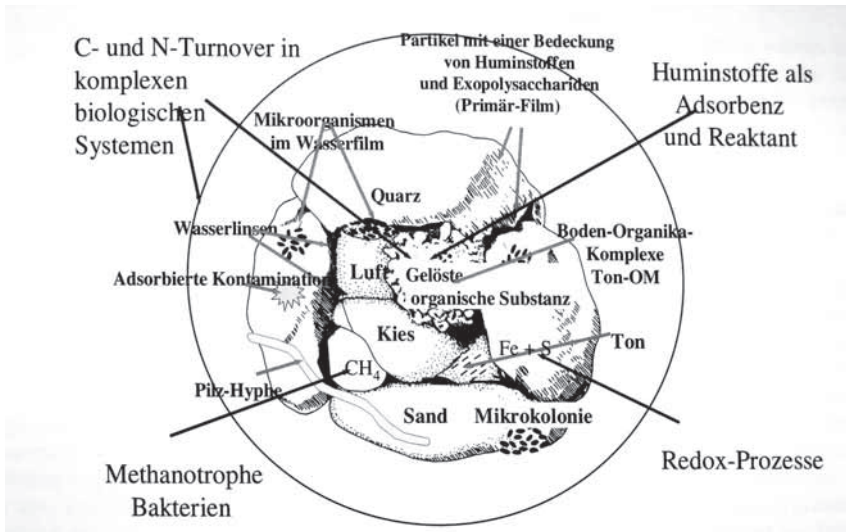 C- und N-Turnover in
komplexen
biologischen
Systemen
Partikel mit einer Bedeckung
von Huminstoffen
und Exopolysacchariden
(Primär-Film)
Huminstoffe als
Adsorbenz
und Reaktant
Mikroorganismen
im Wasserfilm
Quarz
Wasserlinsen
Boden-Organika-
Komplexe
Ton-OM
Luft
Gelöste
organische Substanz
Adsorbierte Kontamination
Kies
Fe + S
Ton
CH4
Pilz-Hyphe
Sand
Mikrokolonie
Methanotrophe
Bakterien
Redox-Prozesse